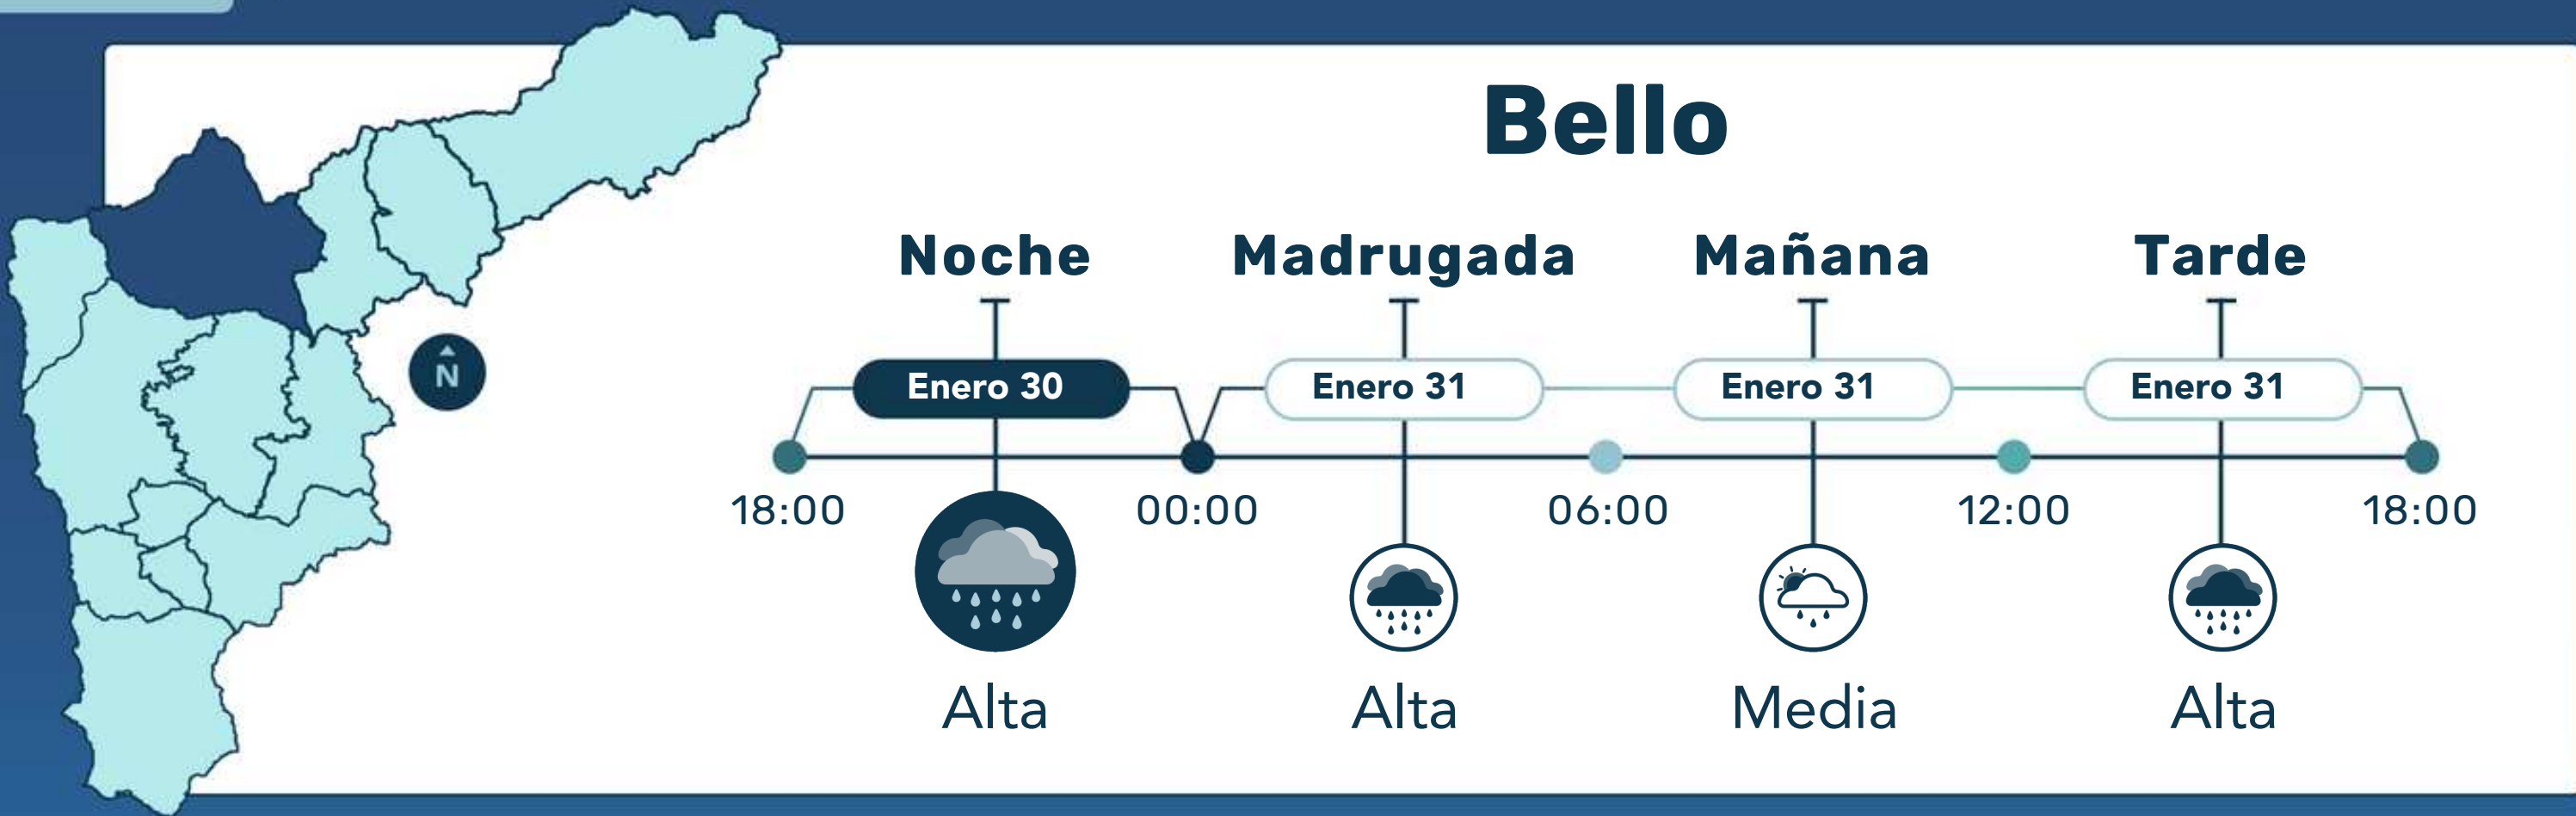 Bello
Noche Madrugada Mañana Tarde
Enero 30 Enero 31 Enero 31 Enero 31
N
18:00 00:00 06:00 12:00 18:00
Alta Alta Media Alta